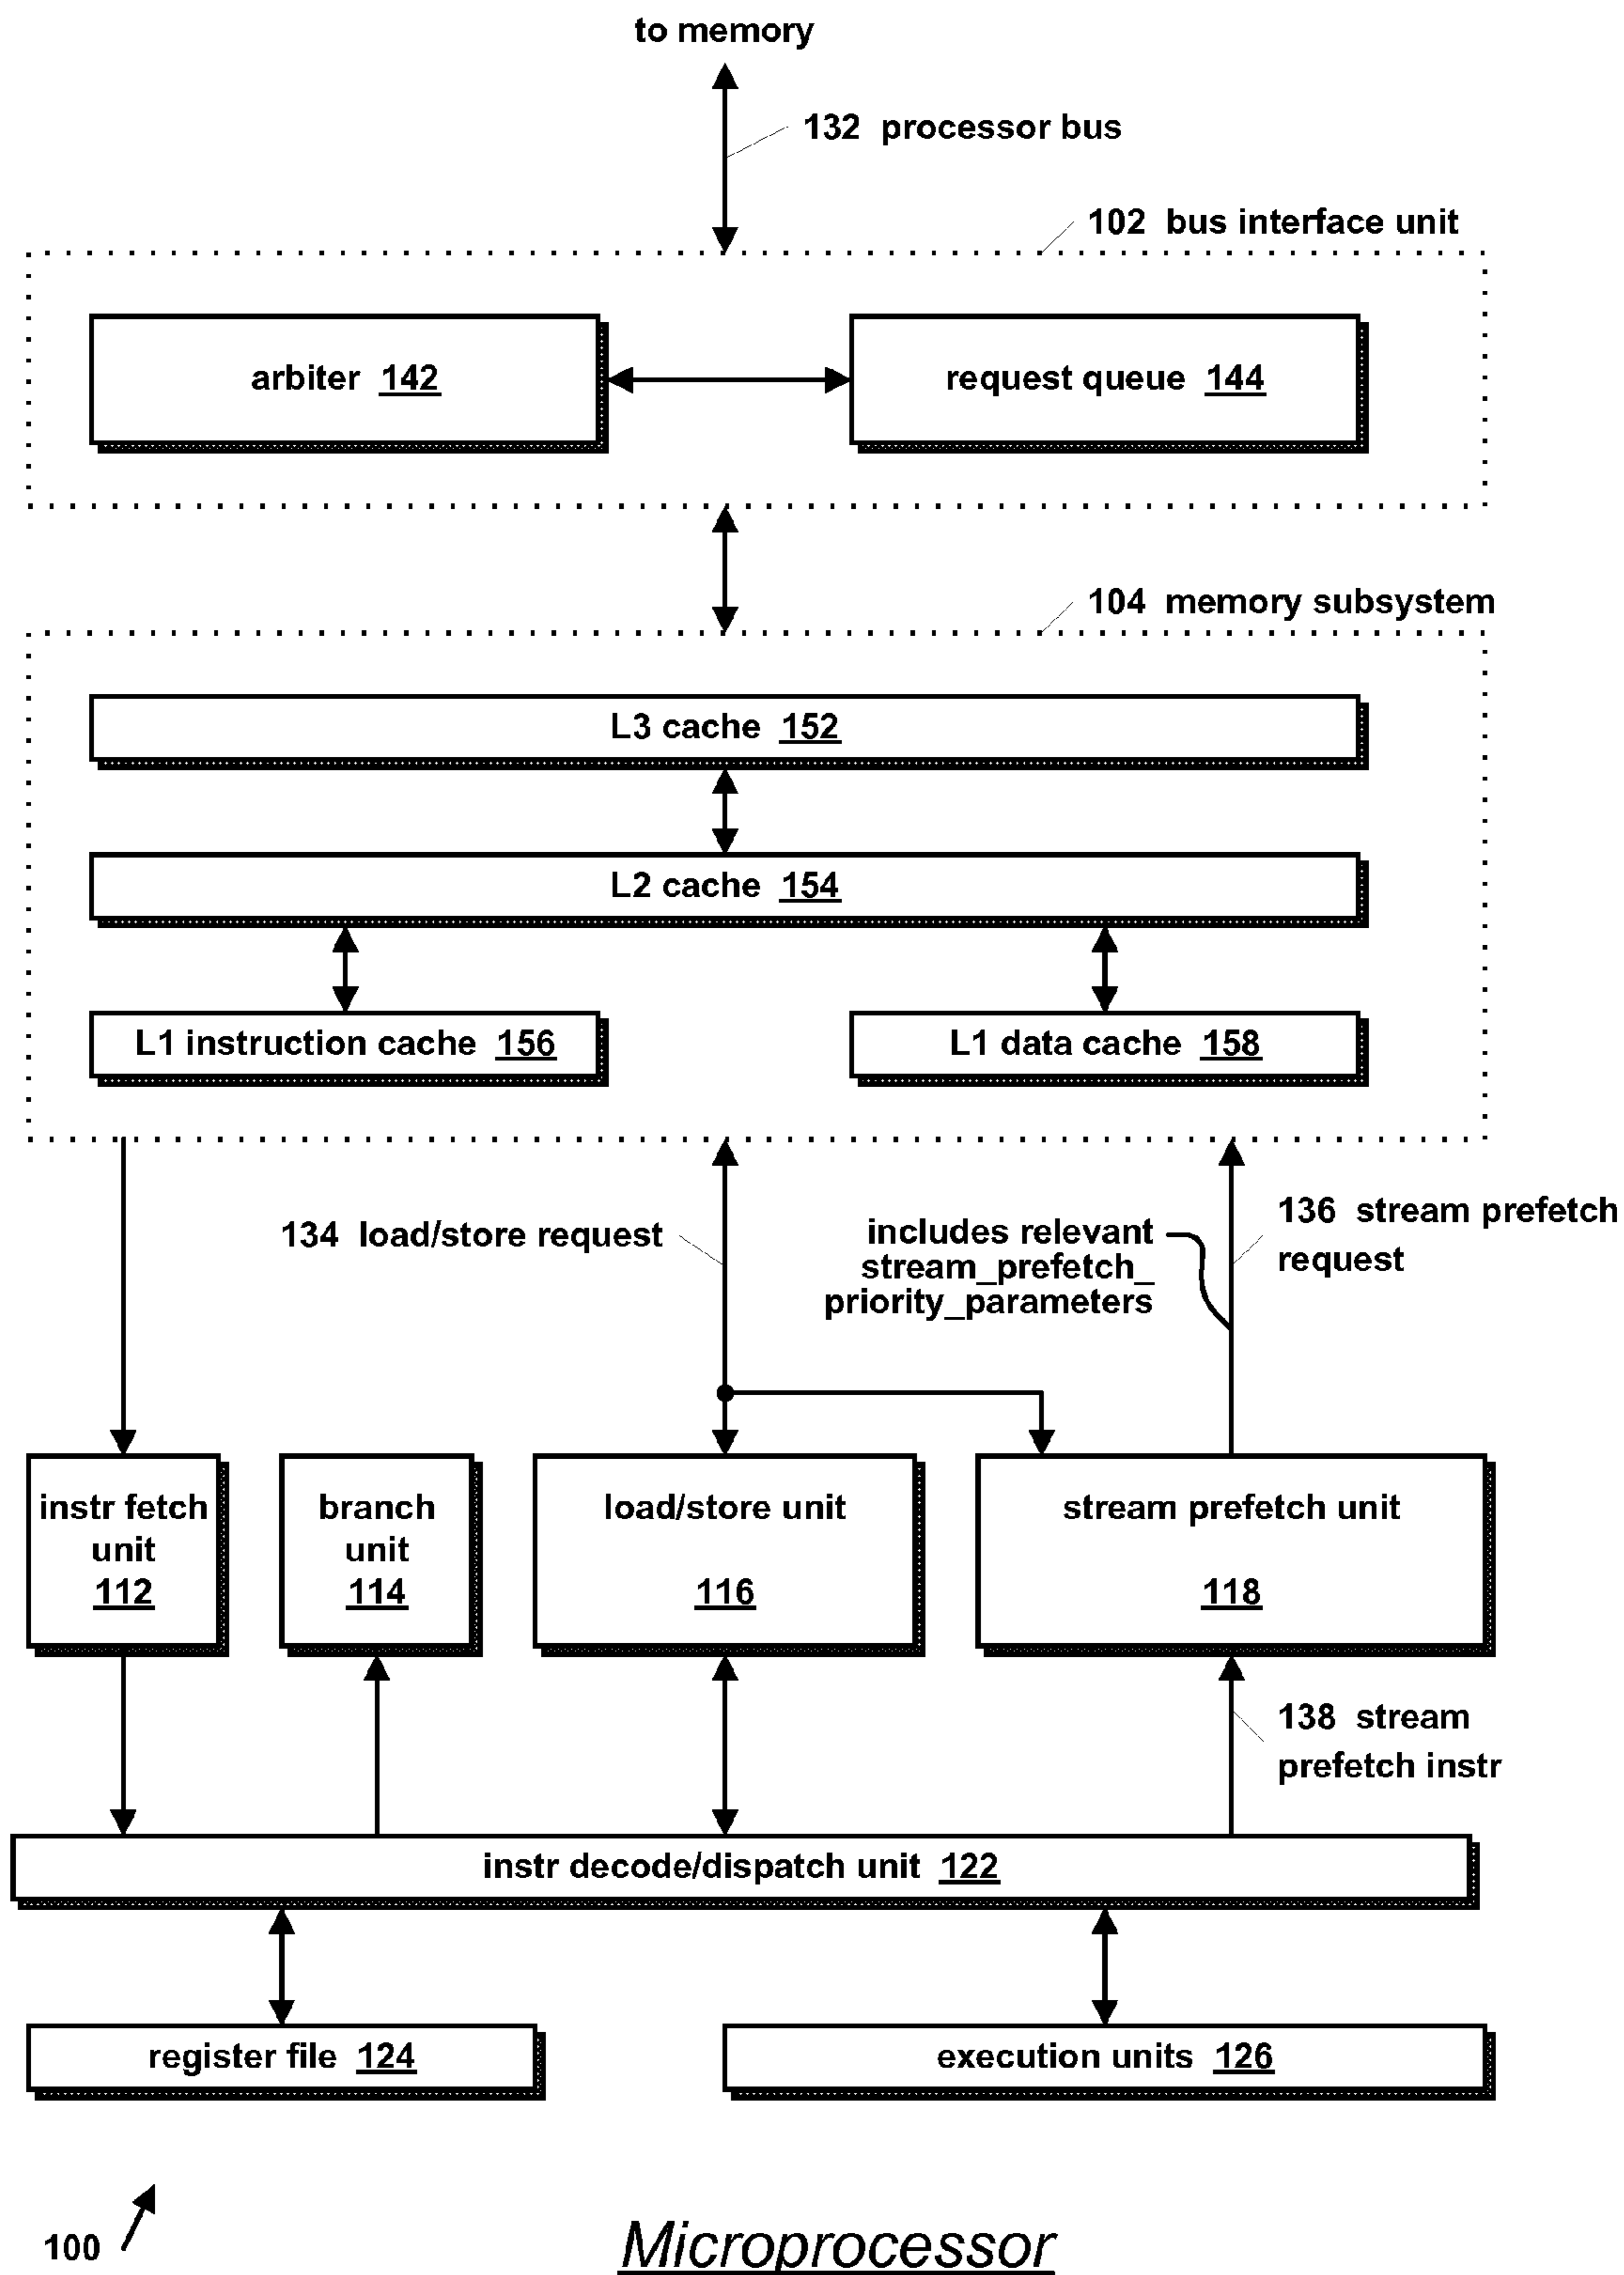 to memory
132 processor bus
102 bus interface unit
arbiter 142
request queue 144
104 memory subsystem
L3 cache 152
L2 cache 154
L1 instruction cache 156
L1 data cache 158
134 load/store request
includes relevant
stream_prefetch_
priority_parameters
136 stream prefetch
request
instr fetch
unit
112
branch
unit
114
load/store unit
116
stream prefetch unit
118
138 stream
prefetch instr
instr decode/dispatch unit 122
register file 124
execution units 126
100
Microprocessor